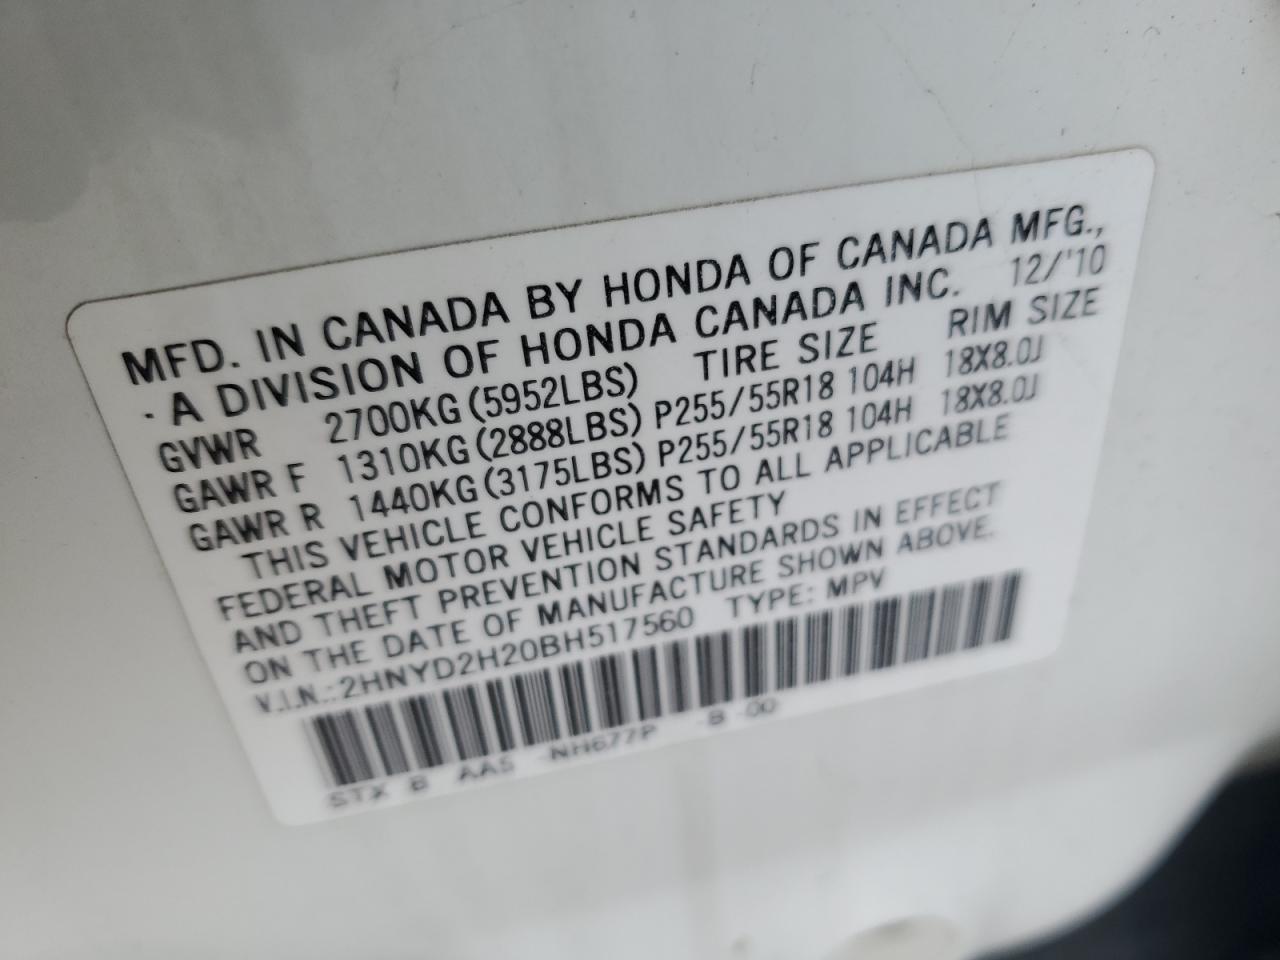 MFD. IN CANADA BY HONDA OF CANADA MFG.,
· A DIVISION OF HONDA CANADA INC. 12/'10
GVWR 2700KG (5952LBS) TIRE SIZE RIM SIZE
GAWR F 1310KG (2888LBS) P255/55R18 104H 18X8.0J
GAWR R 1440KG (3175LBS) P255/55R18 104H 18X8.0J
THIS VEHICLE CONFORMS TO ALL APPLICABLE
FEDERAL MOTOR VEHICLE SAFETY
AND THEFT PREVENTION STANDARDS IN EFFECT
ON THE DATE OF MANUFACTURE SHOWN ABOVE.
V.I.N.:2HNYD2H20BH517560 TYPE: MPV
STX B AA5 -NH677P -B -00